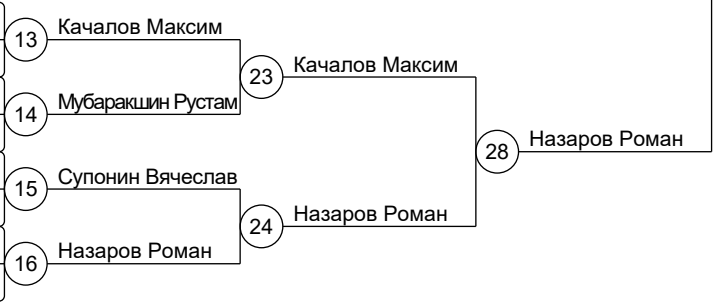 13 Качалов Максим
23 Качалов Максим
14 Мубаракшин Рустам
28 Назаров Роман
15 Супонин Вячеслав
24 Назаров Роман
16 Назаров Роман